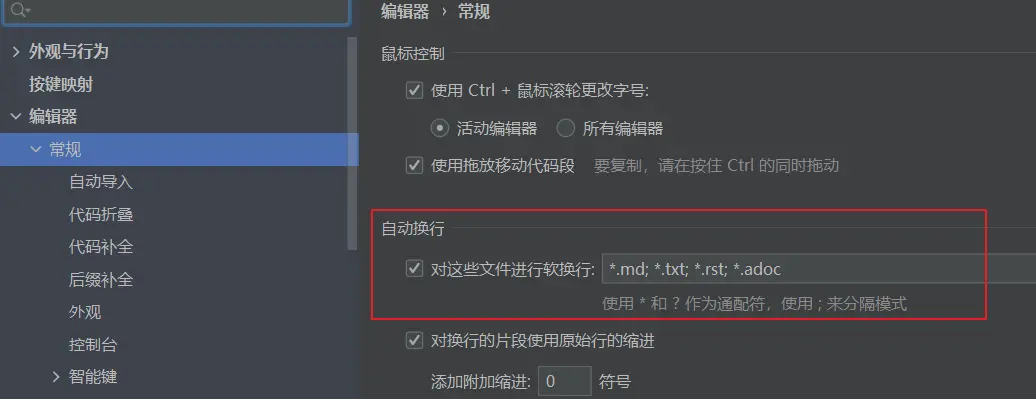 外观与行为
按键映射
编辑器
常规
自动导入
代码折叠
代码补全
后缀补全
外观
控制台
智能键
编辑器 › 常规
鼠标控制
使用 Ctrl + 鼠标滚轮更改字号:
活动编辑器 所有编辑器
使用拖放移动代码段 要复制，请在按住 Ctrl 的同时拖动
自动换行
对这些文件进行软换行: *.md; *.txt; *.rst; *.adoc
使用 * 和 ? 作为通配符，使用 ; 来分隔模式
对换行的片段使用原始行的缩进
添加附加缩进: 0 符号